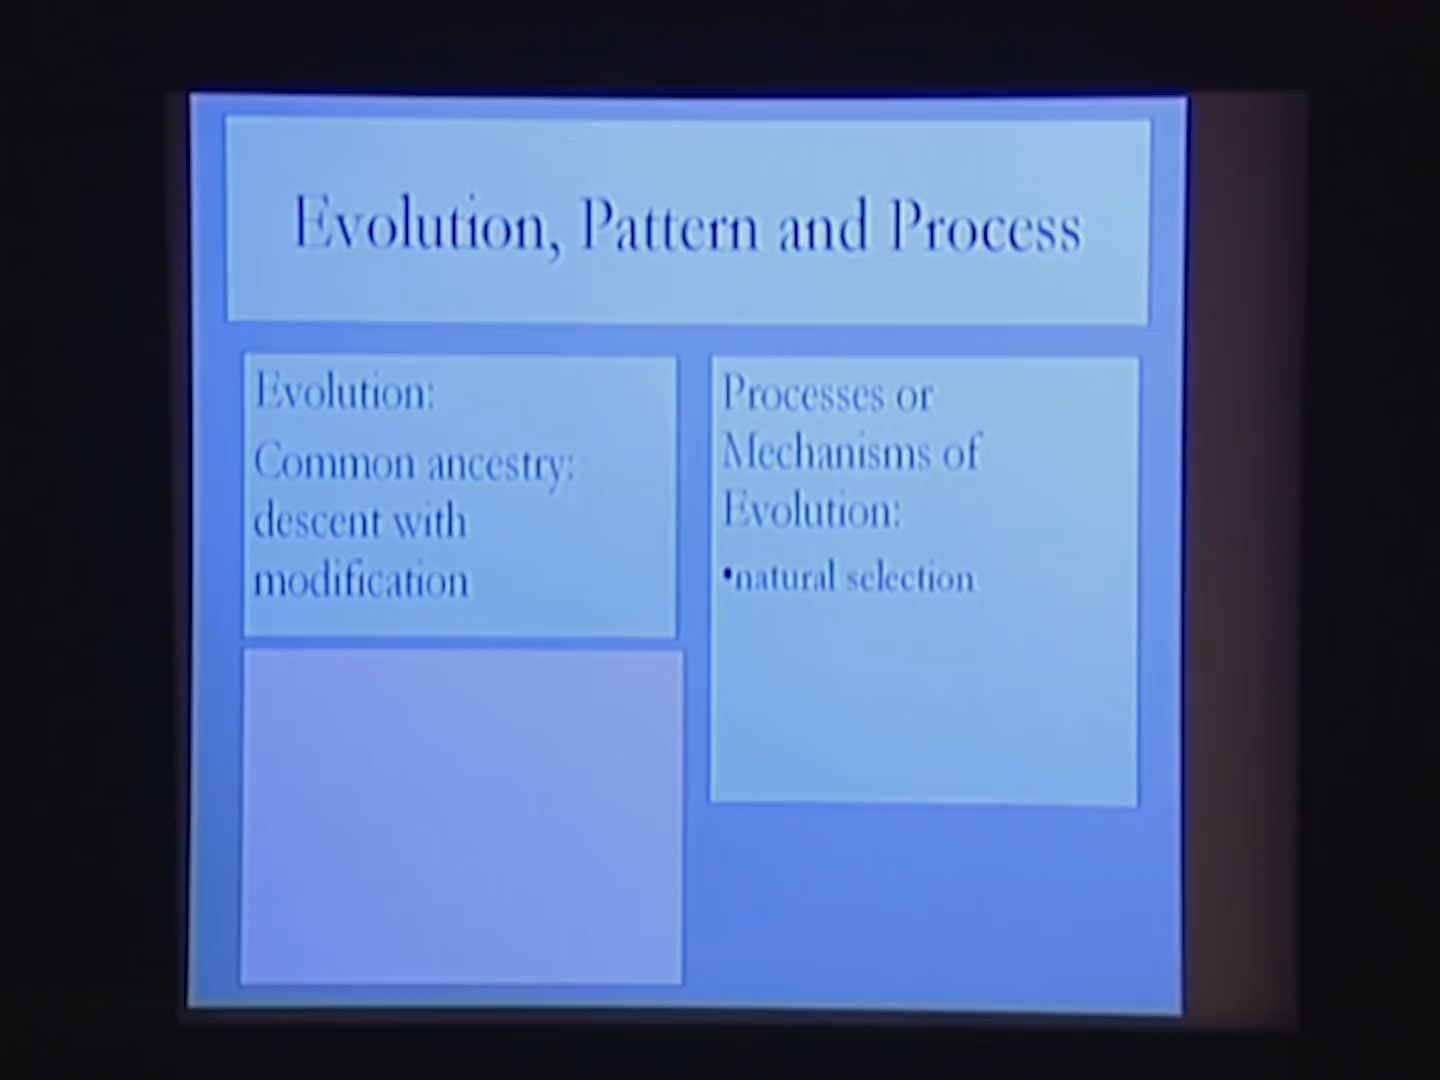 Evolution, Pattern and Process
Evolution:
Common ancestry:
descent with
modification
Processes or
Mechanisms of
Evolution:
•natural selection